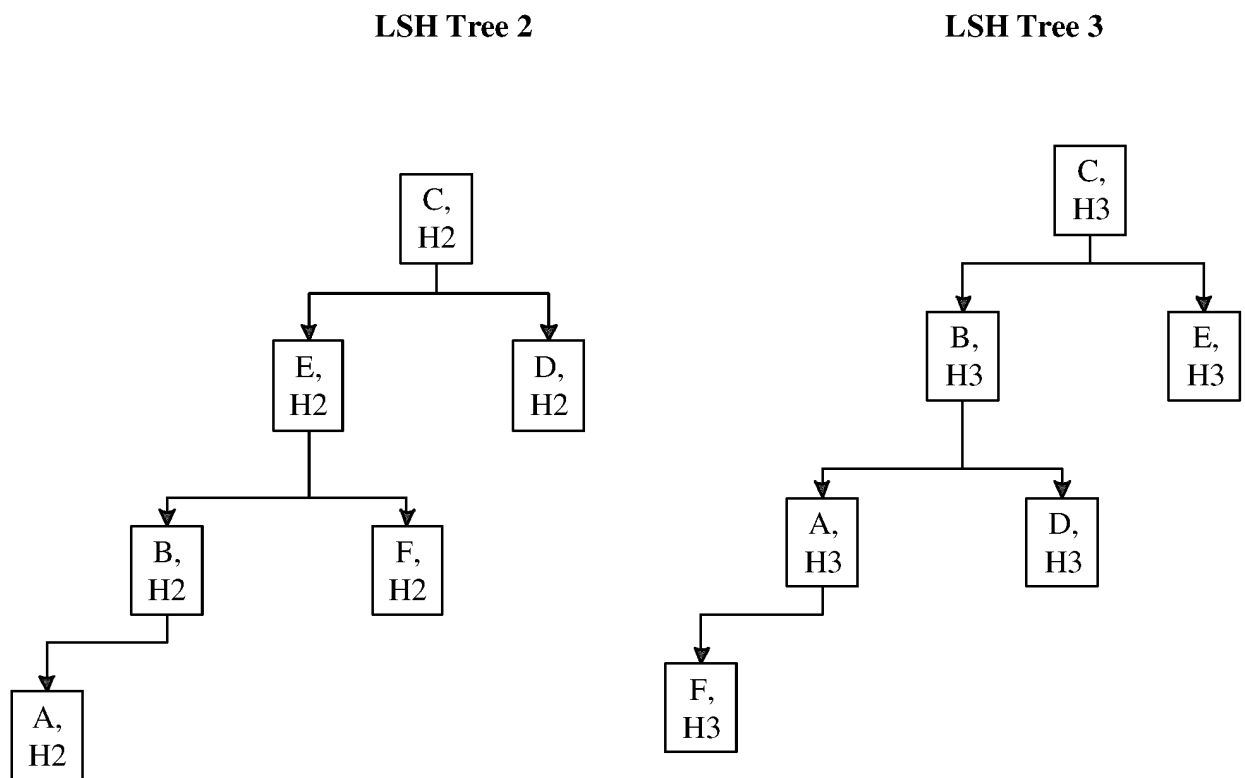 LSH Tree 2
LSH Tree 3
C,
H2
E,
H2
D,
H2
B,
H2
F,
H2
A,
H2
C,
H3
B,
H3
E,
H3
A,
H3
D,
H3
F,
H3